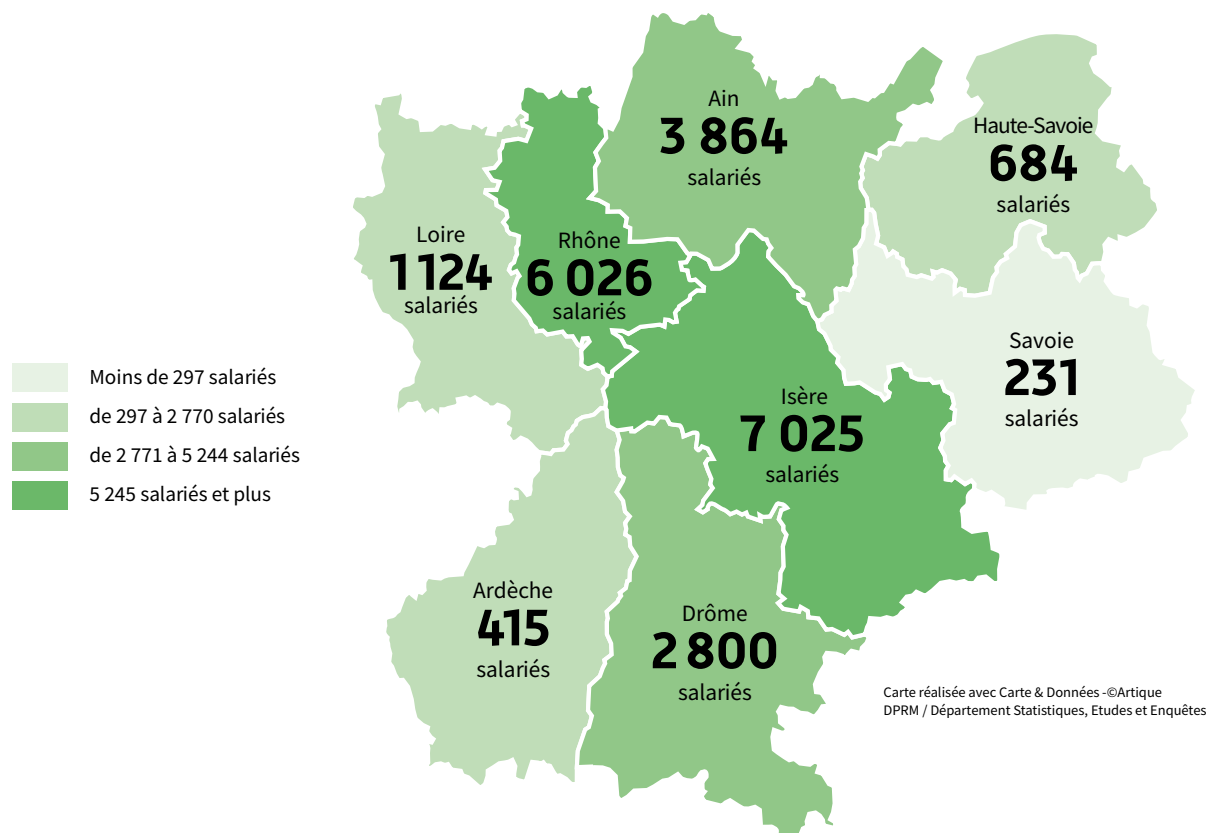 Ain
3 864
salariés
Haute-Savoie
684
salariés
Loire
1 124
salariés
Rhône
6 026
salariés
Savoie
231
salariés
Isère
7 025
salariés
Moins de 297 salariés
de 297 à 2 770 salariés
de 2 771 à 5 244 salariés
5 245 salariés et plus
Ardèche
415
salariés
Drôme
2 800
salariés
Carte réalisée avec Carte & Données -©Artique
DPRM / Département Statistiques, Etudes et Enquêtes